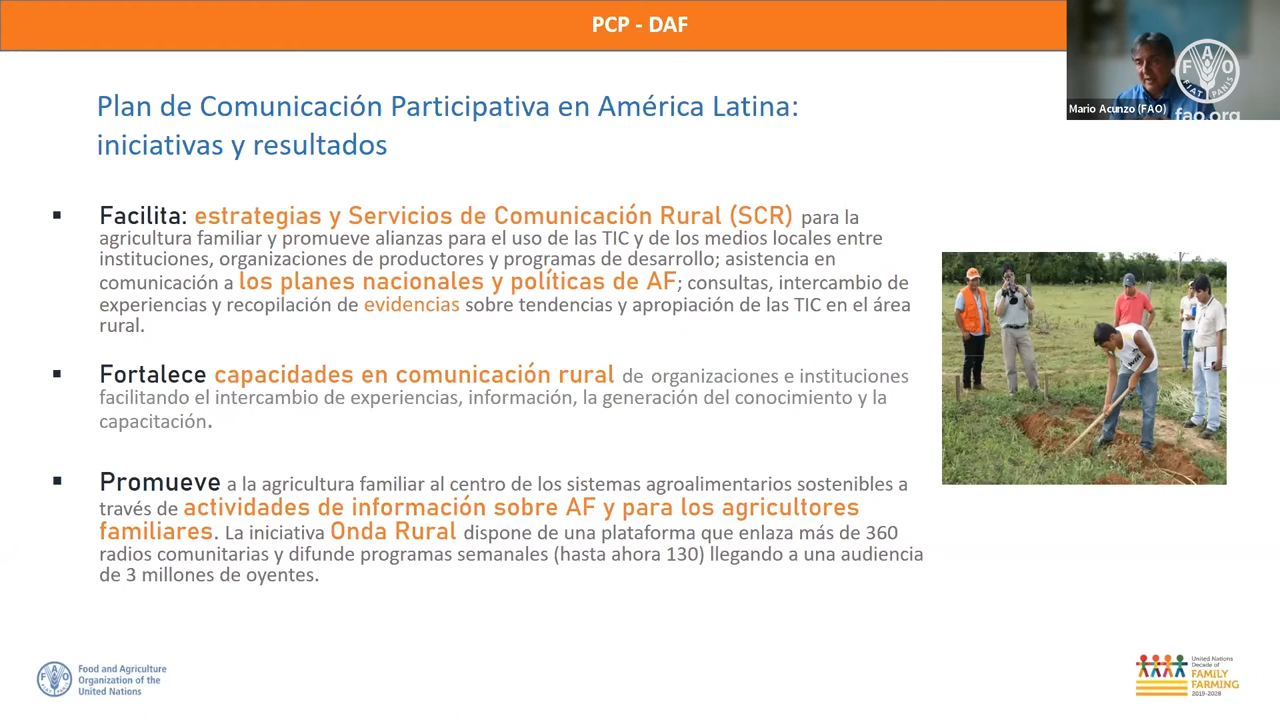 PCP - DAF
Mario Acunzo (FAO)
F A O
FIAT PANIS
fao.org
Plan de Comunicación Participativa en América Latina:
iniciativas y resultados
▪ Facilita: estrategias y Servicios de Comunicación Rural (SCR) para la
agricultura familiar y promueve alianzas para el uso de las TIC y de los medios locales entre
instituciones, organizaciones de productores y programas de desarrollo; asistencia en
comunicación a los planes nacionales y políticas de AF; consultas, intercambio de
experiencias y recopilación de evidencias sobre tendencias y apropiación de las TIC en el área
rural.
▪ Fortalece capacidades en comunicación rural de organizaciones e instituciones
facilitando el intercambio de experiencias, información, la generación del conocimiento y la
capacitación.
▪ Promueve a la agricultura familiar al centro de los sistemas agroalimentarios sostenibles a
través de actividades de información sobre AF y para los agricultores
familiares. La iniciativa Onda Rural dispone de una plataforma que enlaza más de 360
radios comunitarias y difunde programas semanales (hasta ahora 130) llegando a una audiencia
de 3 millones de oyentes.
F A O
FIAT PANIS
Food and Agriculture
Organization of the
United Nations
United Nations
Decade of
FAMILY
FARMING
2019-2028